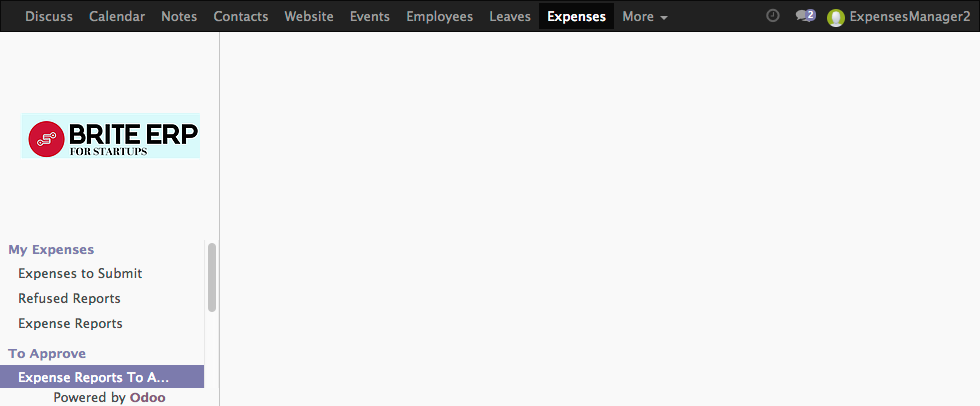 Discuss Calendar Notes Contacts Website Events Employees Leaves Expenses More 2 ExpensesManager2
BRITE ERP
FOR STARTUPS
My Expenses
Expenses to Submit
Refused Reports
Expense Reports
To Approve
Expense Reports To A...
Powered by Odoo